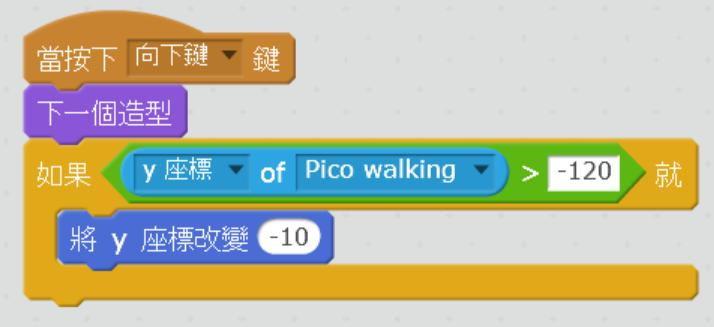 當按下 向下鍵 鍵
下一個造型
如果 y 座標 of Pico walking > -120 就
將 y 座標改變 -10